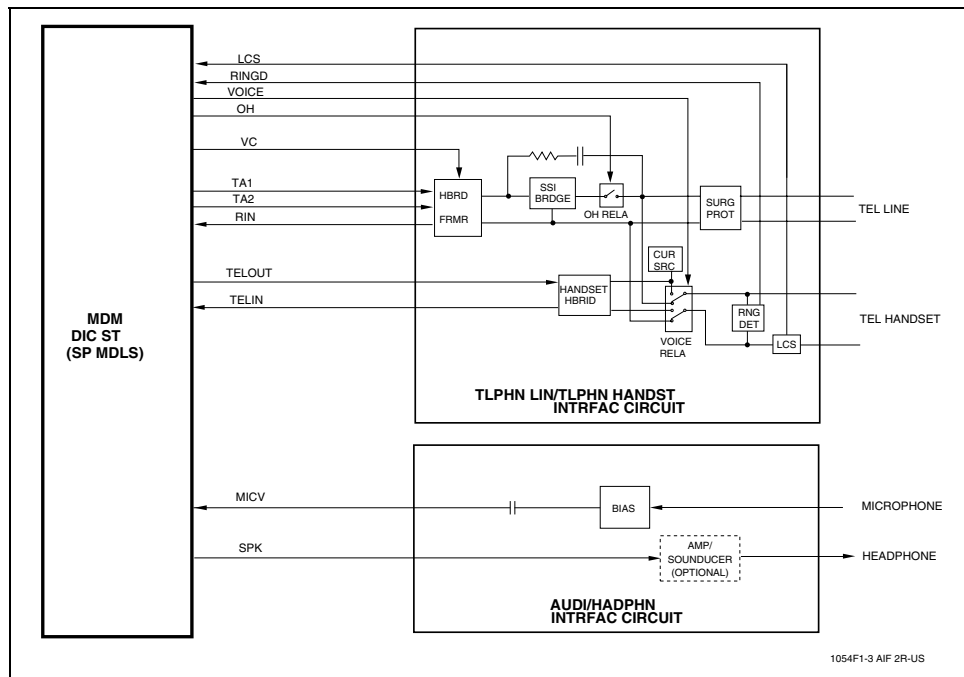 LCS
RINGD
VOICE
OH
VC
TA1
TA2
RIN
TELOUT
TELIN
MDM
DIC ST
(SP MDLS)
HBRD
FRMR
SSI
BRDGE
OH RELA
SURG
PROT
TEL LINE
CUR
SRC
HANDSET
HBRID
VOICE
RELA
RNG
DET
LCS
TEL HANDSET
TLPHN LIN/TLPHN HANDST
INTRFAC CIRCUIT
MICV
BIAS
MICROPHONE
SPK
AMP/
SOUNDUCER
(OPTIONAL)
HEADPHONE
AUDI/HADPHN
INTRFAC CIRCUIT
1054F1-3 AIF 2R-US